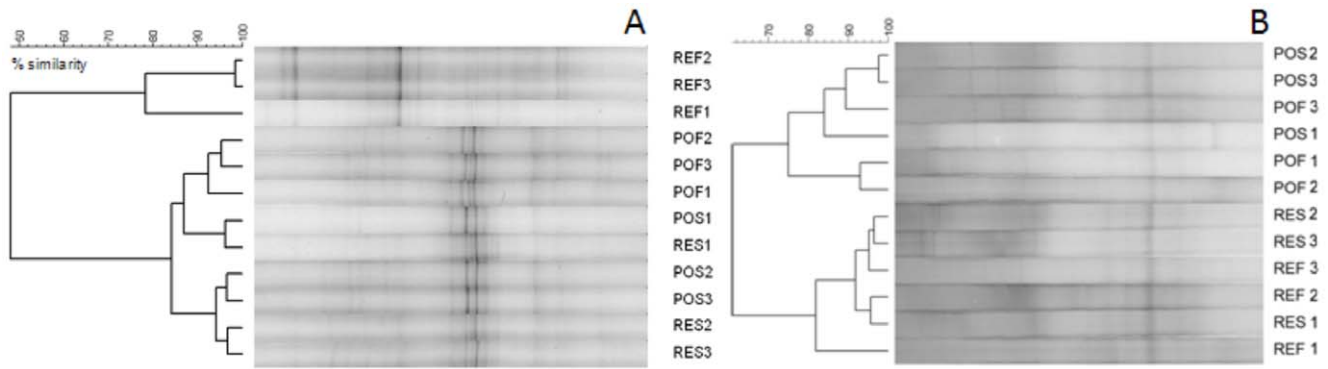 A
50 60 70 80 90 100
% similarity
REF2
REF3
REF1
POF2
POF3
POF1
POS1
RES1
POS2
POS3
RES2
RES3
B
70 80 90 100
POS 2
POS 3
POF 3
POS 1
POF 1
POF 2
RES 2
RES 3
REF 3
REF 2
RES 1
REF 1